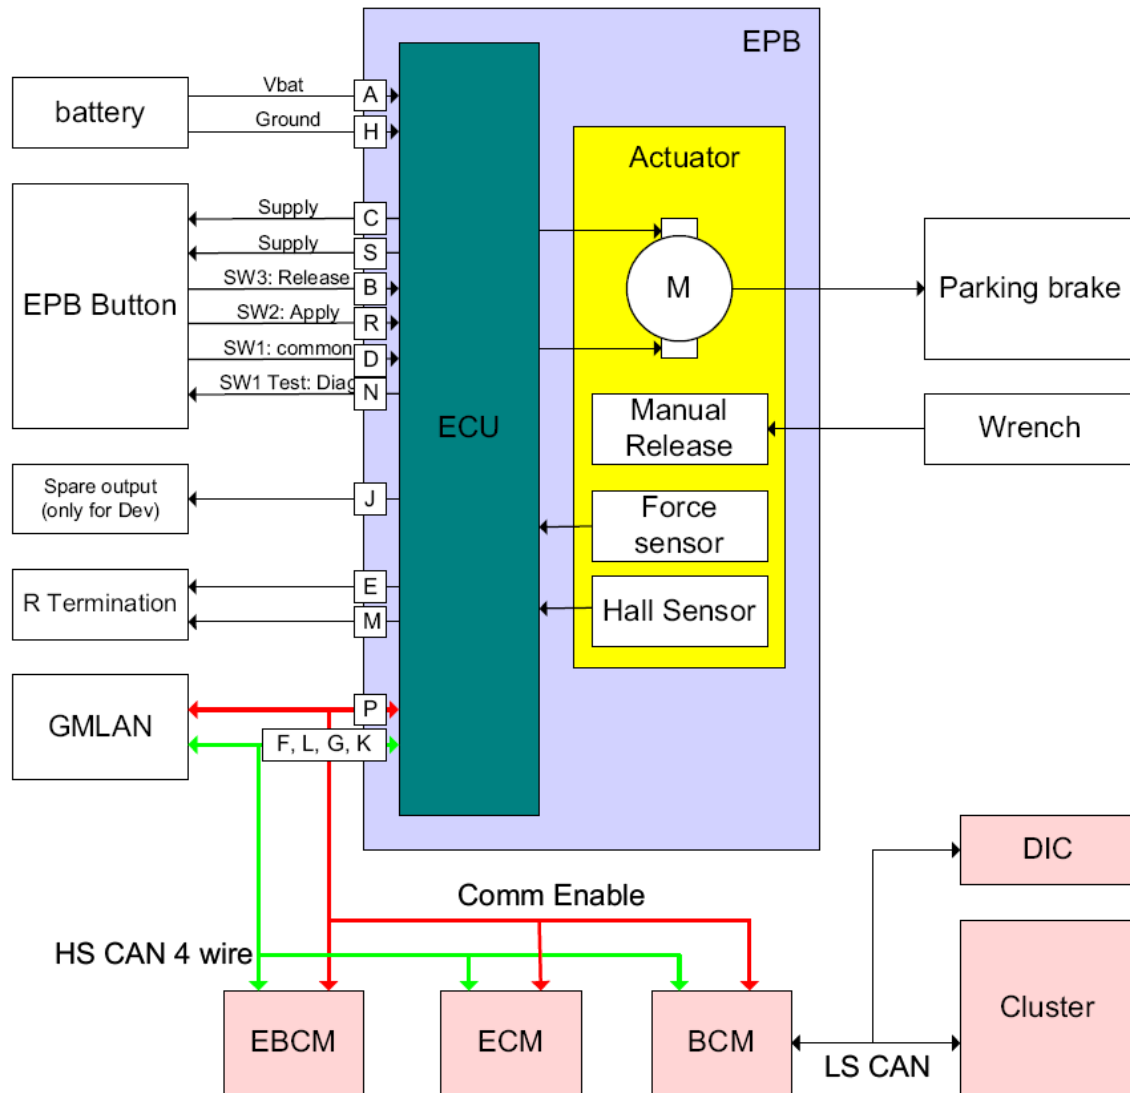 EPB
battery
Vbat
A
Ground
H
Actuator
EPB Button
Supply
C
Supply
S
SW3: Release
B
SW2: Apply
R
SW1: common
D
SW1 Test: Diag
N
M
Parking brake
ECU
Manual
Release
Wrench
Spare output
(only for Dev)
J
Force
sensor
R Termination
E
M
Hall Sensor
GMLAN
P
F, L, G, K
DIC
Comm Enable
HS CAN 4 wire
EBCM
ECM
BCM
LS CAN
Cluster